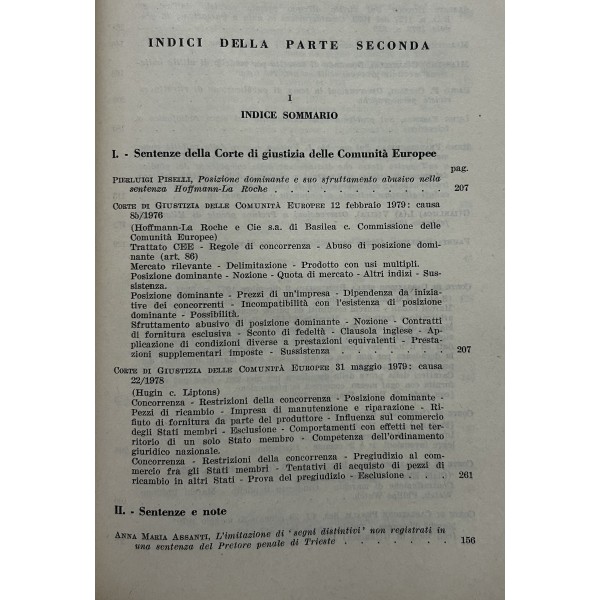 INDICI DELLA PARTE SECONDA
I
INDICE SOMMARIO
I. - Sentenze della Corte di giustizia delle Comunità Europee
pag.
PIERLUIGI PISELLI, Posizione dominante e suo sfruttamento abusivo nella
sentenza Hoffmann-La Roche . . . . . . . . . . . 207
CORTE DI GIUSTIZIA DELLE COMUNITÀ EUROPEE 12 febbraio 1979: causa
85/1976
(Hoffmann-La Roche e Cie s.a. di Basilea c. Commissione delle
Comunità Europee)
Trattato CEE - Regole di concorrenza - Abuso di posizione domi-
nante (art. 86)
Mercato rilevante - Delimitazione - Prodotto con usi multipli.
Posizione dominante - Nozione - Quota di mercato - Altri indizi - Sus-
sistenza.
Posizione dominante - Prezzi di un'impresa - Dipendenza da inizia-
tive dei concorrenti - Incompatibilità con l'esistenza di posizione
dominante - Possibilità.
Sfruttamento abusivo di posizione dominante - Nozione - Contratti
di fornitura esclusiva - Sconto di fedeltà - Clausola inglese - Ap-
plicazione di condizioni diverse a prestazioni equivalenti - Presta-
zioni supplementari imposte - Sussistenza . . . . . . . 207
CORTE DI GIUSTIZIA DELLE COMUNITÀ EUROPEE 31 maggio 1979: causa
22/1978
(Hugin c. Liptons)
Concorrenza - Restrizioni della concorrenza - Posizione dominante -
Pezzi di ricambio - Impresa di manutenzione e riparazione - Ri-
fiuto di fornitura da parte del produttore - Influenza sul commercio
degli Stati membri - Esclusione - Comportamenti con effetti nel ter-
ritorio di un solo Stato membro - Competenza dell'ordinamento
giuridico nazionale.
Concorrenza - Restrizioni della concorrenza - Pregiudizio al com-
mercio fra gli Stati membri - Tentativi di acquisto di pezzi di
ricambio in altri Stati - Prova del pregiudizio - Esclusione . . . 261
II. - Sentenze e note
ANNA MARIA ASSANTI, L'imitazione di 'segni distintivi' non registrati in
una sentenza del Pretore penale di Trieste . . . . . . 156